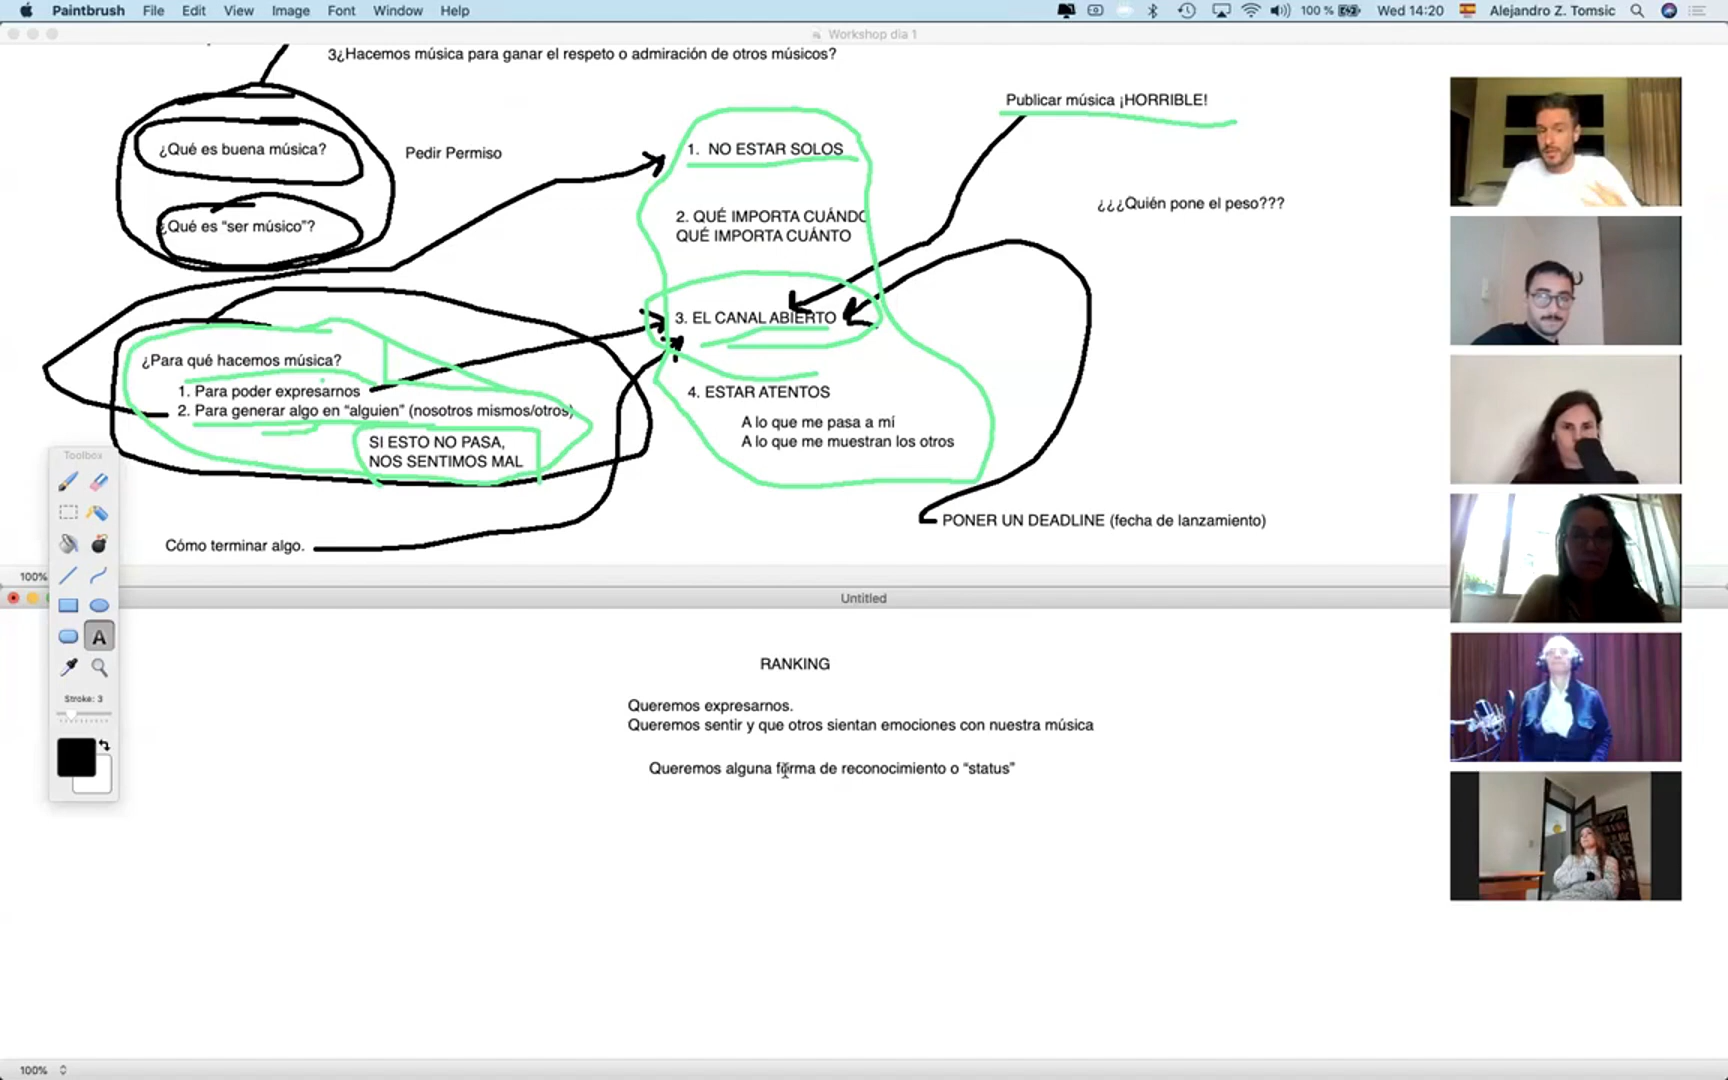 Paintbrush File Edit View Image Font Window Help
100 % Wed 14:20 Alejandro Z. Tomsic
Workshop dia 1
3¿Hacemos música para ganar el respeto o admiración de otros músicos?
¿Qué es buena música?
Pedir Permiso
¿Qué es “ser músico”?
1. NO ESTAR SOLOS
2. QUÉ IMPORTA CUÁNDO
QUÉ IMPORTA CUÁNTO
3. EL CANAL ABIERTO
4. ESTAR ATENTOS
A lo que me pasa a mí
A lo que me muestran los otros
Publicar música ¡HORRIBLE!
¿¿¿Quién pone el peso???
¿Para qué hacemos música?
1. Para poder expresarnos
2. Para generar algo en “alguien” (nosotros mismos/otros)
SI ESTO NO PASA,
NOS SENTIMOS MAL
PONER UN DEADLINE (fecha de lanzamiento)
Cómo terminar algo.
Toolbox
A
Stroke: 3
100%
Untitled
RANKING
Queremos expresarnos.
Queremos sentir y que otros sientan emociones con nuestra música
Queremos alguna forma de reconocimiento o “status”
100%